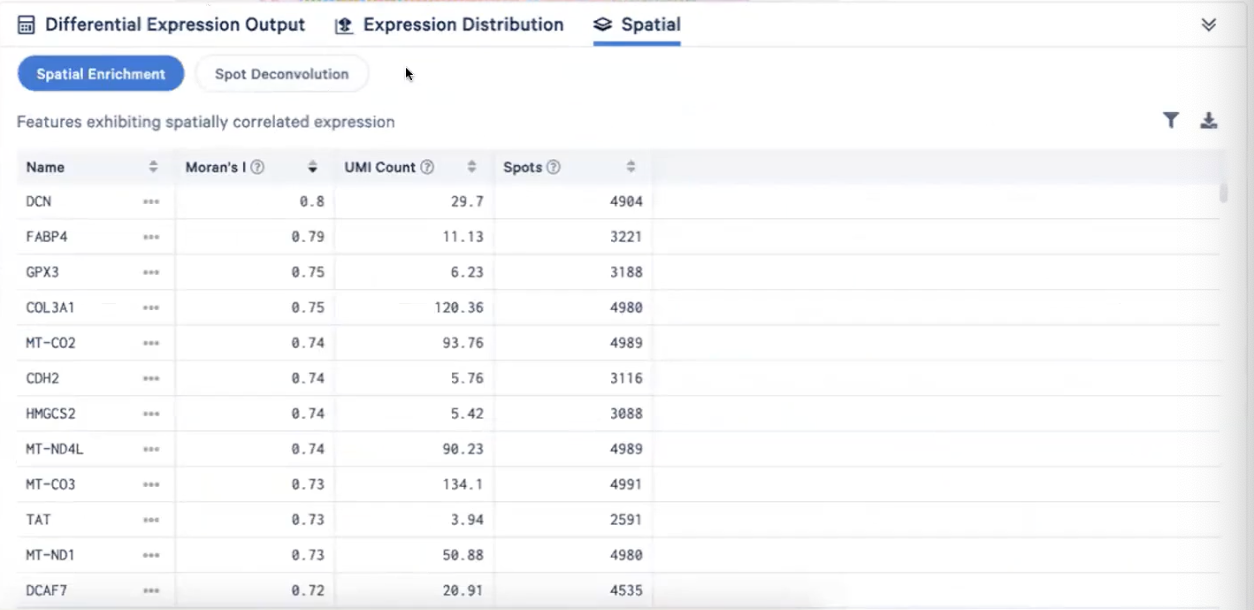 Differential Expression Output Expression Distribution Spatial
Spatial Enrichment Spot Deconvolution
Features exhibiting spatially correlated expression
Name Moran's I ? UMI Count ? Spots ?
DCN ••• 0.8 29.7 4904
FABP4 ••• 0.79 11.13 3221
GPX3 ••• 0.75 6.23 3188
COL3A1 ••• 0.75 120.36 4980
MT-CO2 ••• 0.74 93.76 4989
CDH2 ••• 0.74 5.76 3116
HMGCS2 ••• 0.74 5.42 3088
MT-ND4L ••• 0.74 90.23 4989
MT-CO3 ••• 0.73 134.1 4991
TAT ••• 0.73 3.94 2591
MT-ND1 ••• 0.73 50.88 4980
DCAF7 ••• 0.72 20.91 4535